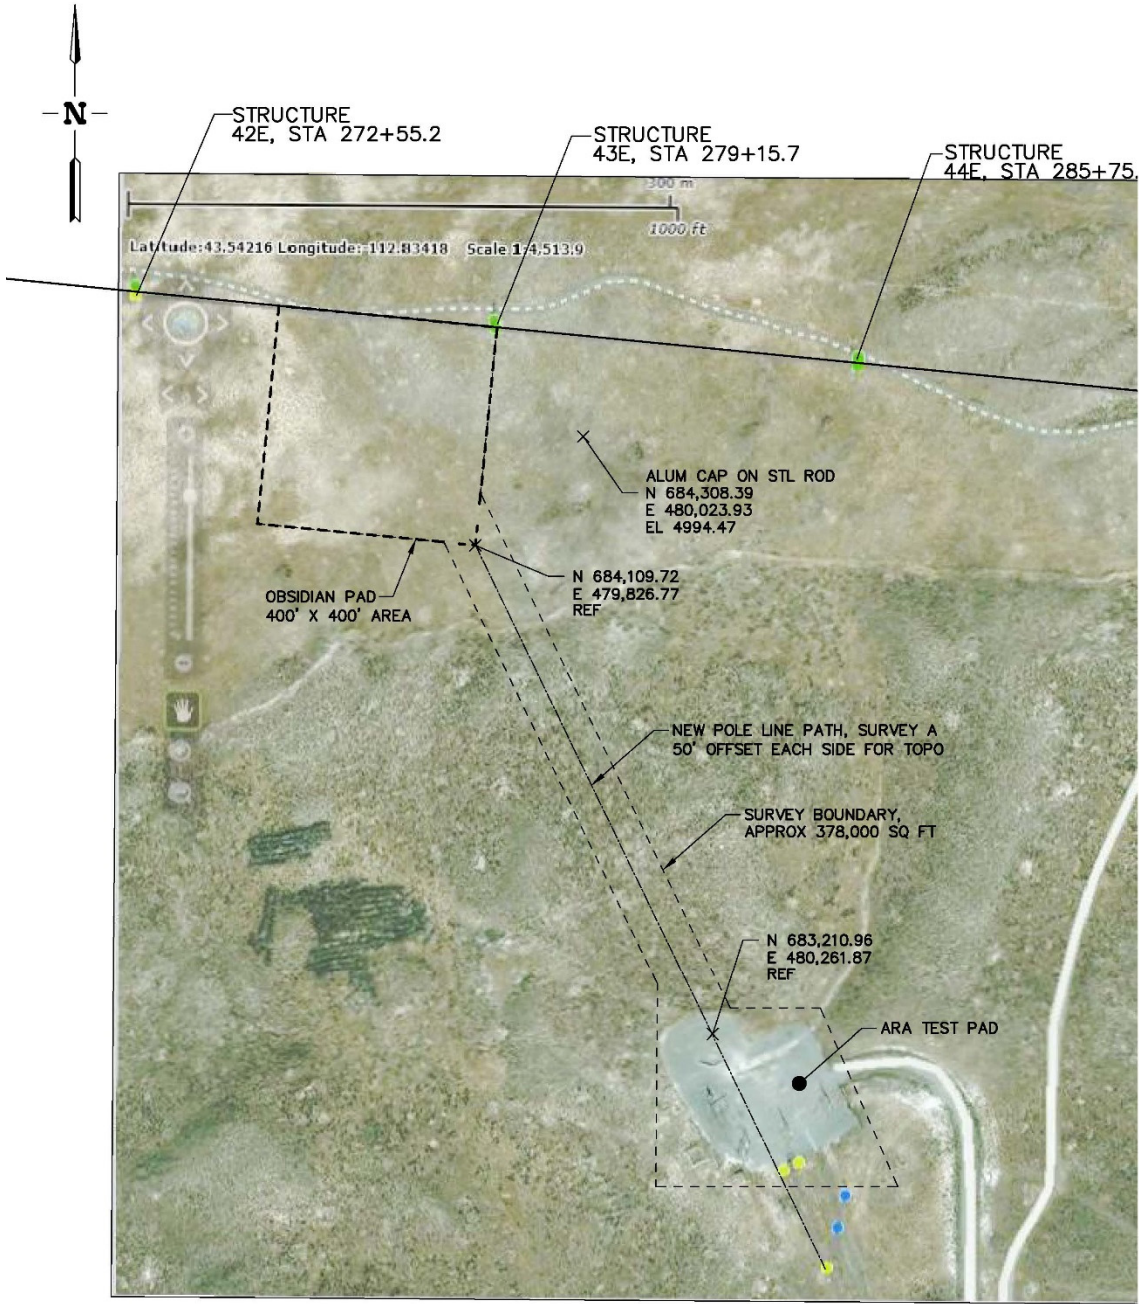 N
STRUCTURE
42E, STA 272+55.2
STRUCTURE
43E, STA 279+15.7
STRUCTURE
44E, STA 285+75.
300 m
1000 ft
Latitude:43.54216 Longitude:-112.83418 Scale 1:4,513.9
ALUM CAP ON STL ROD
N 684,308.39
E 480,023.93
EL 4994.47
N 684,109.72
E 479,826.77
REF
OBSIDIAN PAD
400' X 400' AREA
NEW POLE LINE PATH, SURVEY A
50' OFFSET EACH SIDE FOR TOPO
SURVEY BOUNDARY,
APPROX 378,000 SQ FT
N 683,210.96
E 480,261.87
REF
ARA TEST PAD